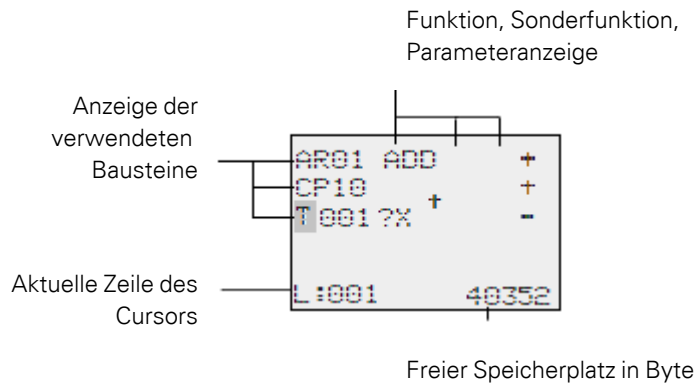 Funktion, Sonderfunktion,
Parameteranzeige
Anzeige der
verwendeten
Bausteine
AR01 ADD +
CP10 +
T 001 ?X + -
Aktuelle Zeile des
Cursors
L:001 40352
Freier Speicherplatz in Byte